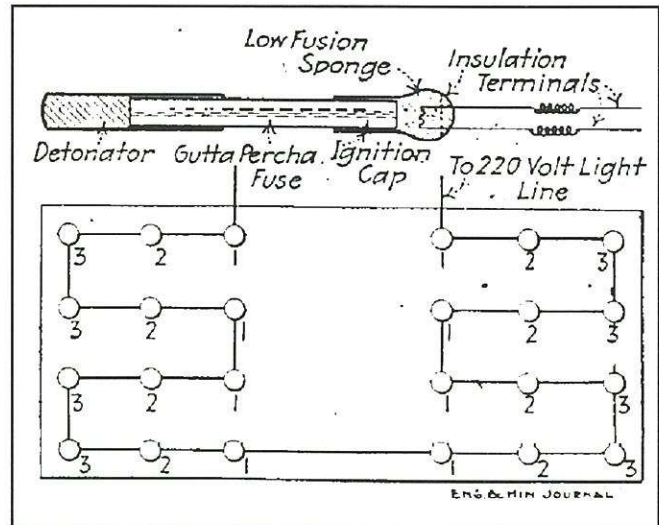 Low Fusion
Sponge
Insulation
Terminals
Detonator
Gutta Percha
Fuse
Ignition
Cap
To 220 Volt Light
Line
3 2 1 1 2 3
3 2 1 1 2 3
3 2 1 1 2 3
3 2 1 1 2 3
ENG. & MIN JOURNAL